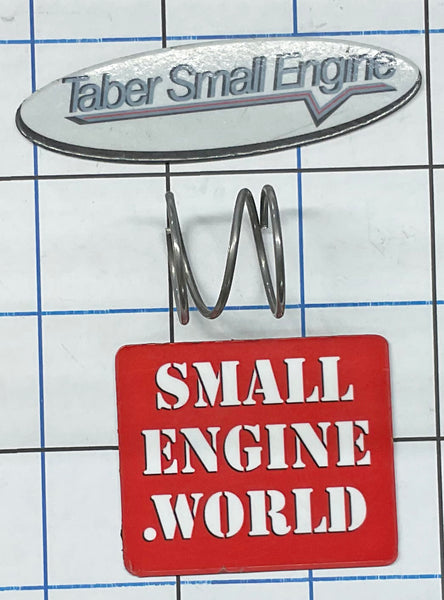 Taber Small Engine
SMALL
ENGINE
.WORLD